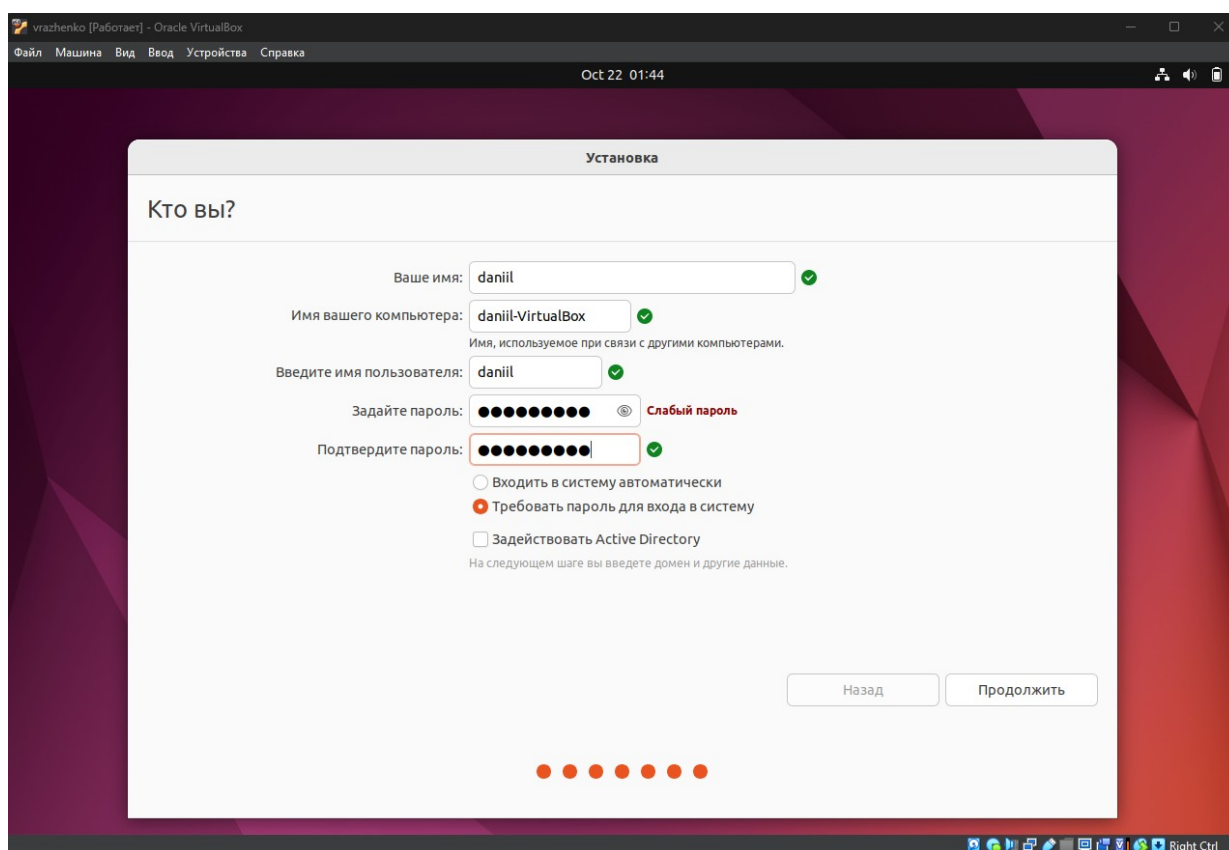 vrazhenko [Работает] - Oracle VirtualBox
Файл Машина Вид Ввод Устройства Справка
Oct 22 01:44
Установка
Кто вы?
Ваше имя: daniil
Имя вашего компьютера: daniil-VirtualBox
Имя, используемое при связи с другими компьютерами.
Введите имя пользователя: daniil
Задайте пароль: ●●●●●●●●● Слабый пароль
Подтвердите пароль: ●●●●●●●●●
Входить в систему автоматически
Требовать пароль для входа в систему
Задействовать Active Directory
На следующем шаге вы введете домен и другие данные.
Назад Продолжить
Right Ctrl